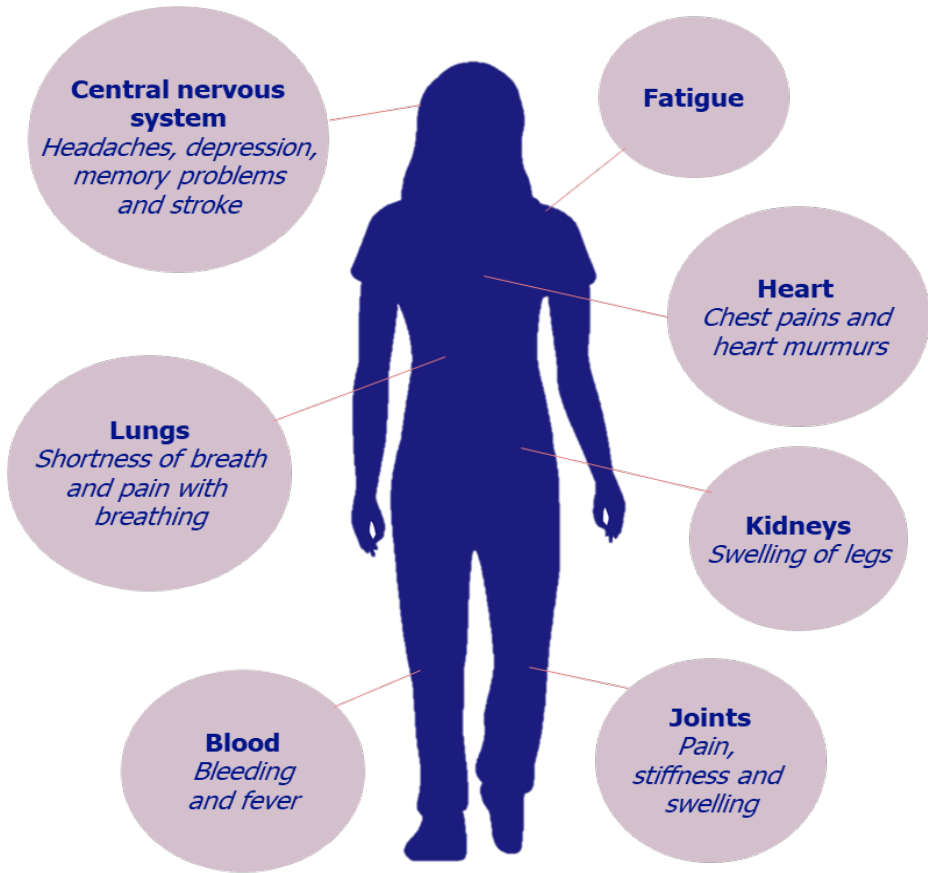 Central nervous
system
Headaches, depression,
memory problems
and stroke
Fatigue
Heart
Chest pains and
heart murmurs
Lungs
Shortness of breath
and pain with
breathing
Kidneys
Swelling of legs
Blood
Bleeding
and fever
Joints
Pain,
stiffness and
swelling